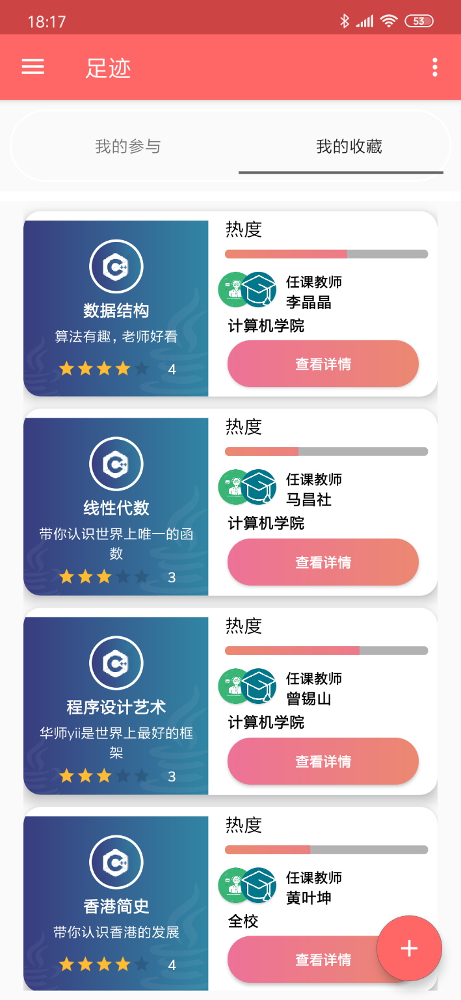 18:17
53
足迹
我的参与
我的收藏
数据结构
算法有趣，老师好看
4
热度
任课教师
李晶晶
计算机学院
查看详情
线性代数
带你认识世界上唯一的函
数
3
热度
任课教师
马昌社
计算机学院
查看详情
程序设计艺术
华师yii是世界上最好的框
架
3
热度
任课教师
曾锡山
计算机学院
查看详情
香港简史
带你认识香港的发展
4
热度
任课教师
黄叶坤
全校
查看详情